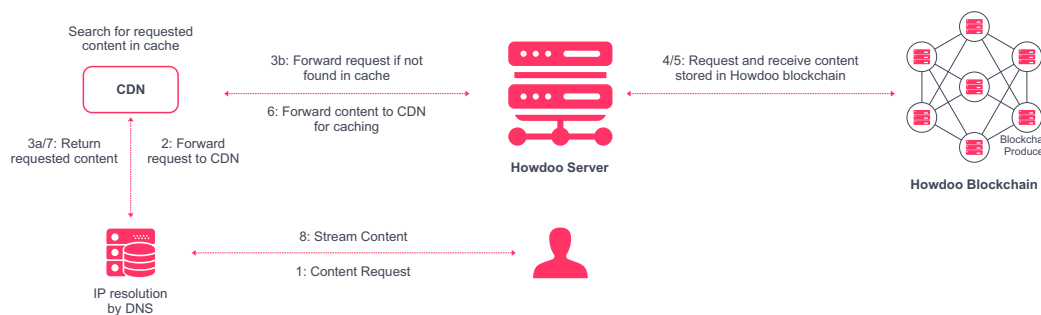 Search for requested
content in cache
CDN
3b: Forward request if not
found in cache
6: Forward content to CDN
for caching
4/5: Request and receive content
stored in Howdoo blockchain
3a/7: Return
requested content
2: Forward
request to CDN
Howdoo Server
Blockchai
Produce
Howdoo Blockchain
8: Stream Content
1: Content Request
IP resolution
by DNS